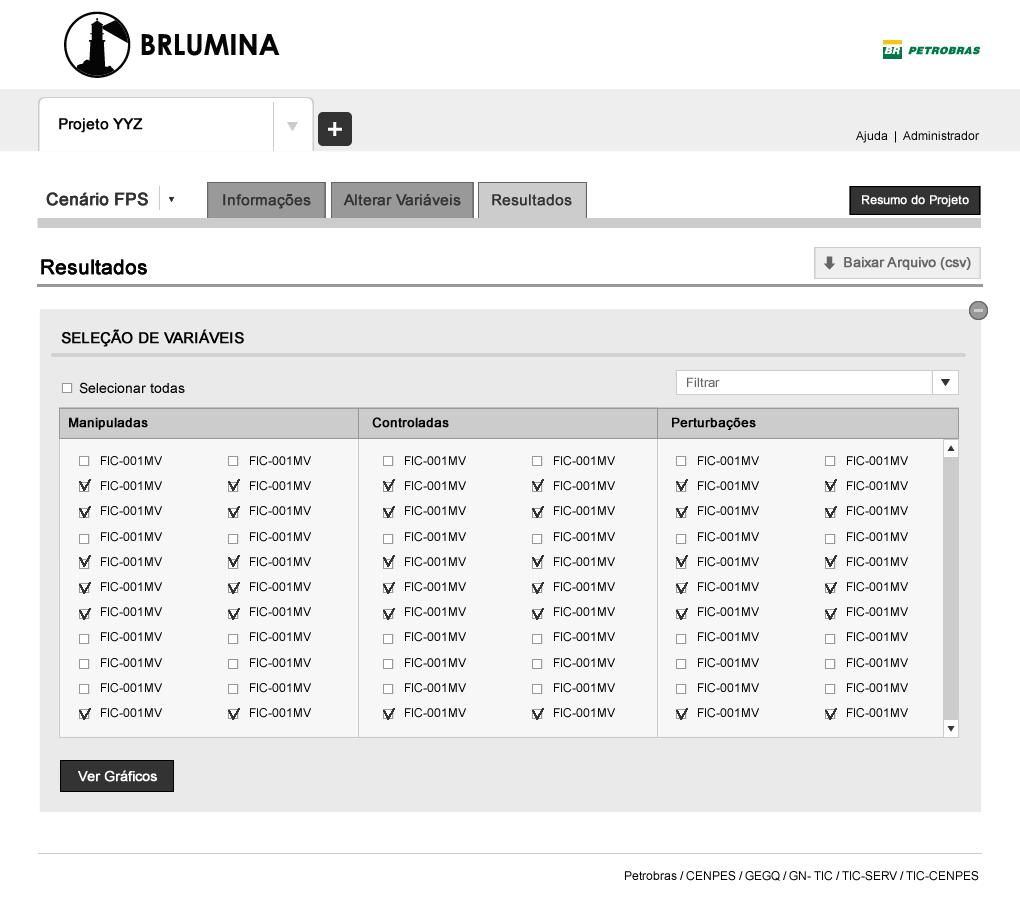 BRLUMINA
BR PETROBRAS
Projeto YYZ
+
Ajuda | Administrador
Cenário FPS
Informações
Alterar Variáveis
Resultados
Resumo do Projeto
Resultados
Baixar Arquivo (csv)
SELEÇÃO DE VARIÁVEIS
Selecionar todas
Filtrar
Manipuladas Controladas Perturbações
FIC-001MV FIC-001MV FIC-001MV FIC-001MV FIC-001MV FIC-001MV
FIC-001MV FIC-001MV FIC-001MV FIC-001MV FIC-001MV FIC-001MV
FIC-001MV FIC-001MV FIC-001MV FIC-001MV FIC-001MV FIC-001MV
FIC-001MV FIC-001MV FIC-001MV FIC-001MV FIC-001MV FIC-001MV
FIC-001MV FIC-001MV FIC-001MV FIC-001MV FIC-001MV FIC-001MV
FIC-001MV FIC-001MV FIC-001MV FIC-001MV FIC-001MV FIC-001MV
FIC-001MV FIC-001MV FIC-001MV FIC-001MV FIC-001MV FIC-001MV
FIC-001MV FIC-001MV FIC-001MV FIC-001MV FIC-001MV FIC-001MV
FIC-001MV FIC-001MV FIC-001MV FIC-001MV FIC-001MV FIC-001MV
FIC-001MV FIC-001MV FIC-001MV FIC-001MV FIC-001MV FIC-001MV
FIC-001MV FIC-001MV FIC-001MV FIC-001MV FIC-001MV FIC-001MV
Ver Gráficos
Petrobras / CENPES / GEGQ / GN- TIC / TIC-SERV / TIC-CENPES